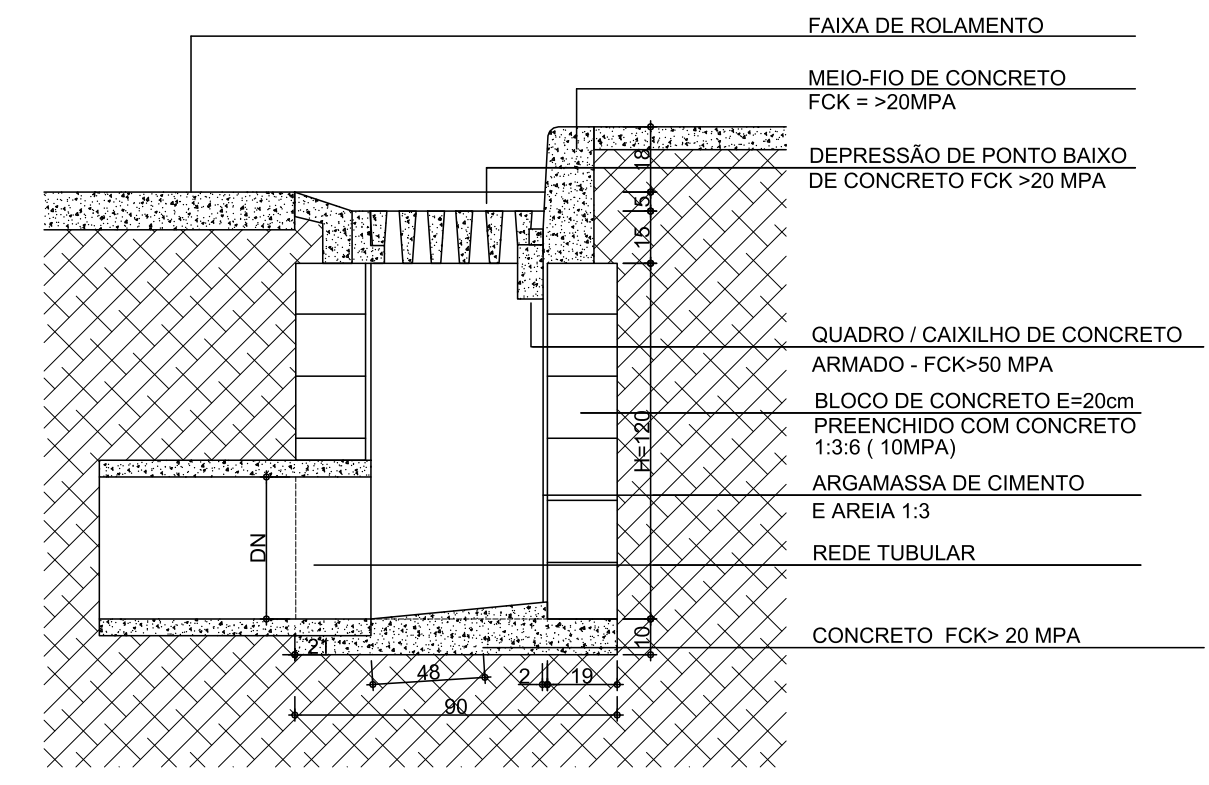 FAIXA DE ROLAMENTO
MEIO-FIO DE CONCRETO
FCK = >20MPA
18
DEPRESSÃO DE PONTO BAIXO
DE CONCRETO FCK >20 MPA
5
15
QUADRO / CAIXILHO DE CONCRETO
ARMADO - FCK>50 MPA
BLOCO DE CONCRETO E=20cm
PREENCHIDO COM CONCRETO
1:3:6 ( 10MPA)
H=120
ARGAMASSA DE CIMENTO
E AREIA 1:3
DN
REDE TUBULAR
10
CONCRETO FCK> 20 MPA
21
48
2
19
90